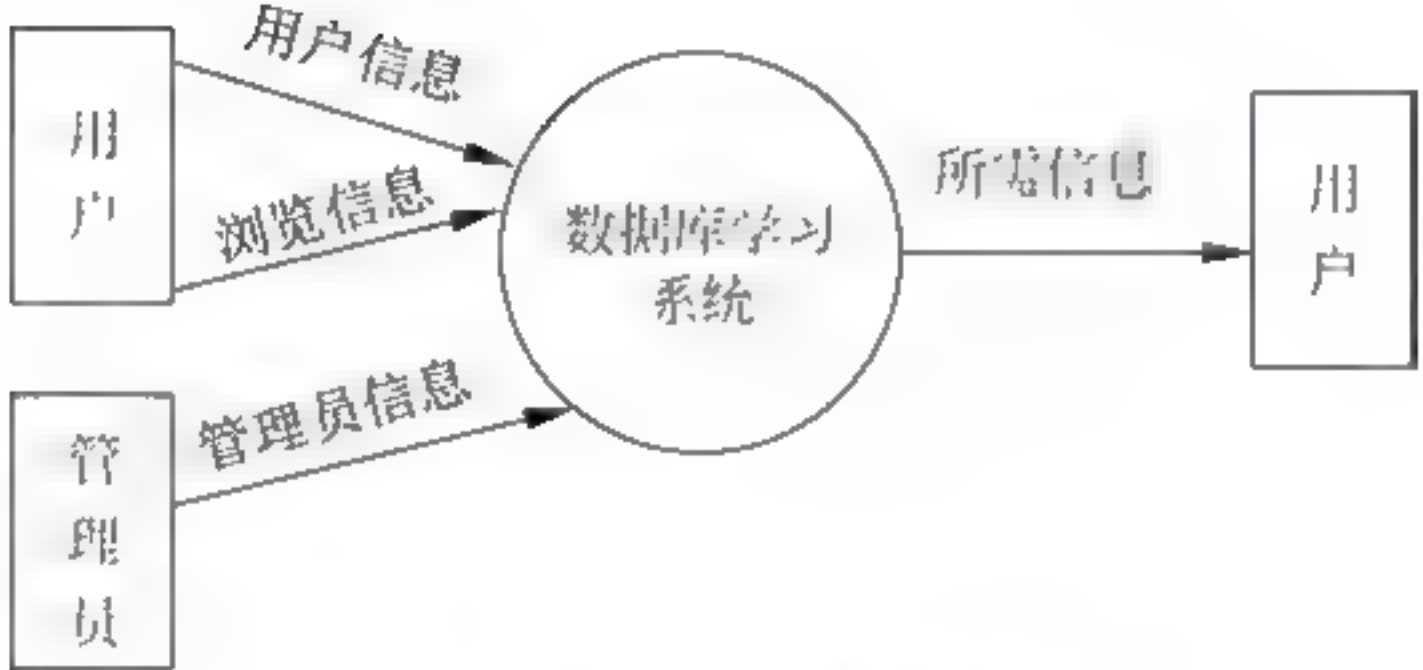 用户
用户信息
浏览信息
管理员
管理员信息
数据库学习
系统
所需信息
用户